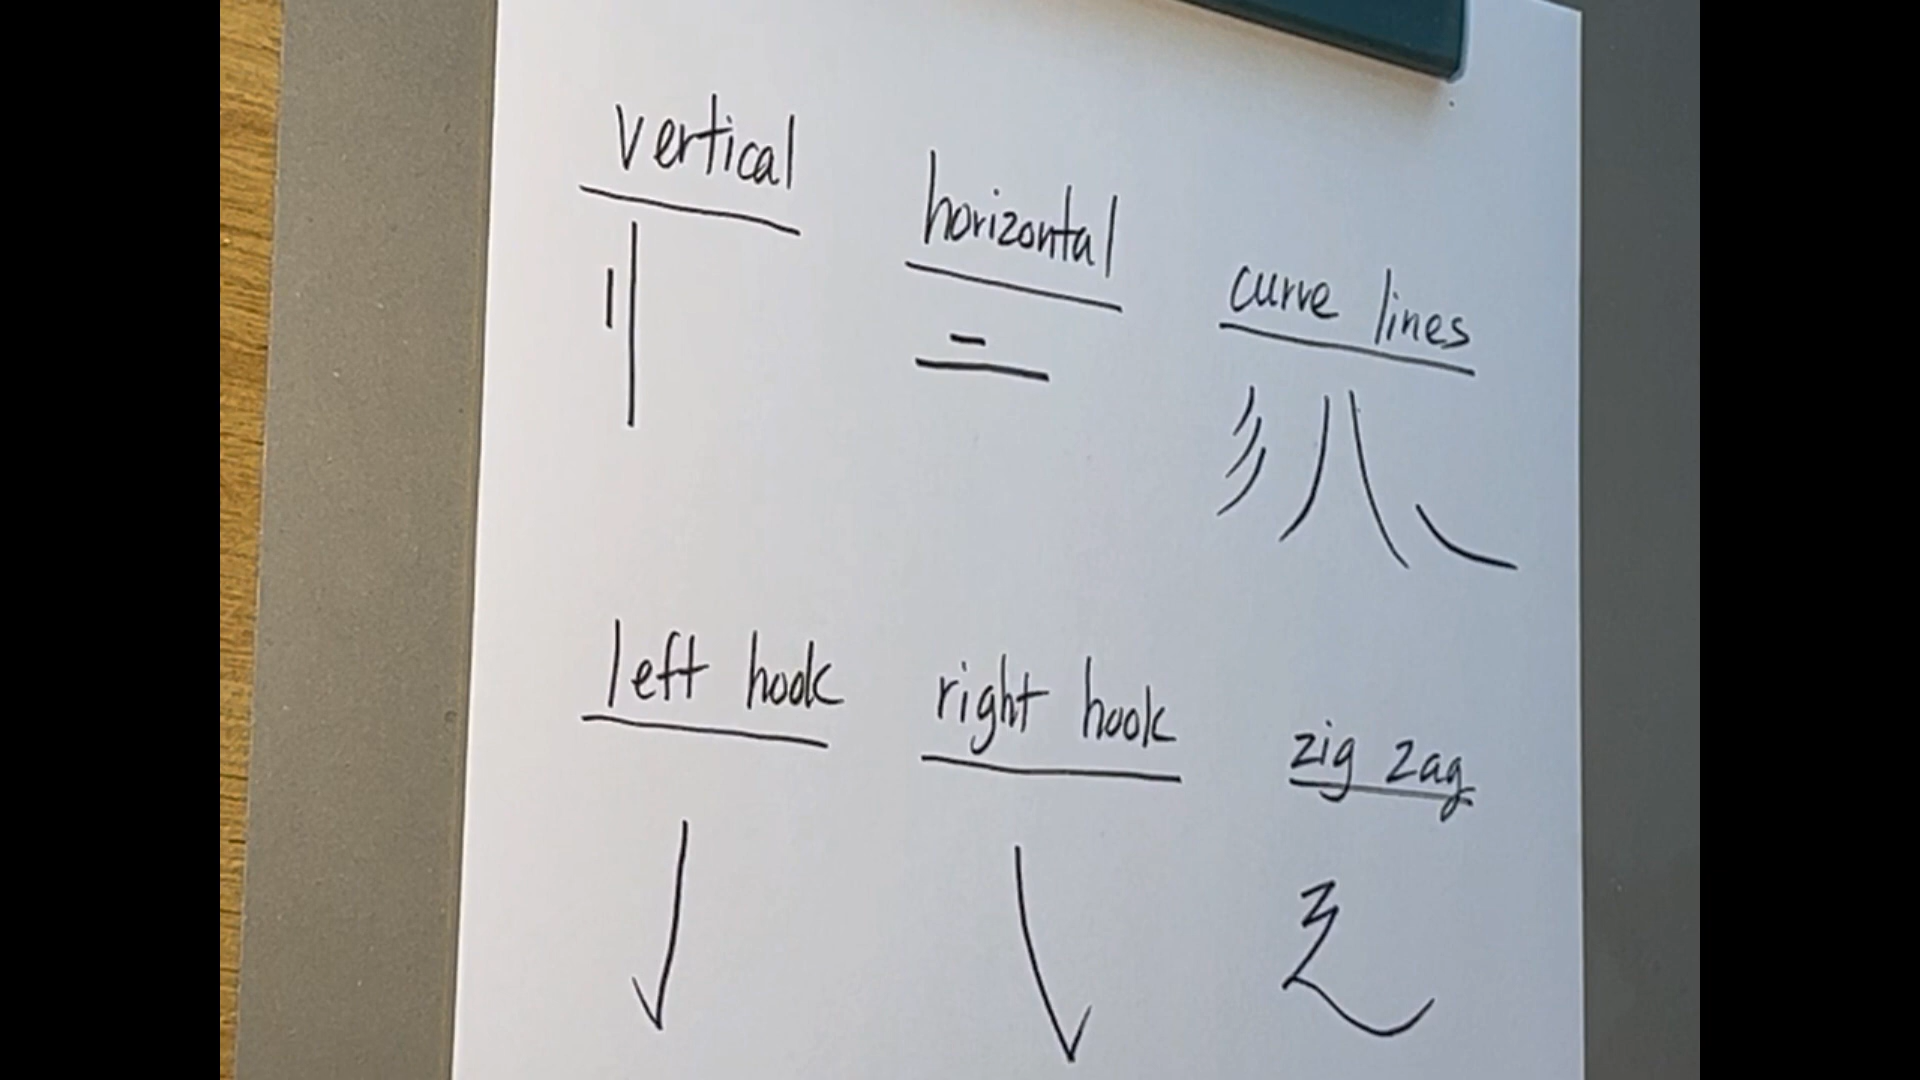 vertical
horizontal
curve lines
left hook
right hook
zig zag